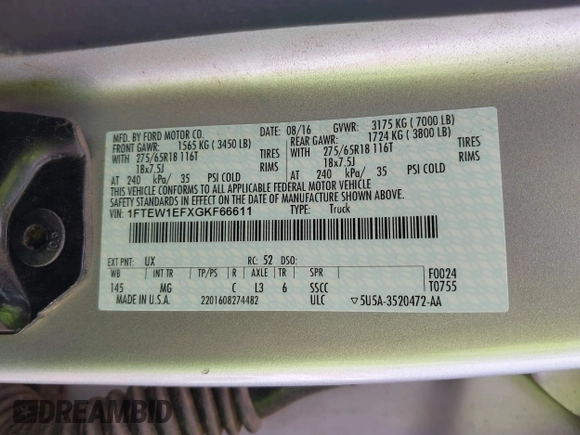 MFD. BY FORD MOTOR CO.
DATE: 08/16 GVWR: 3175 KG ( 7000 LB)
FRONT GAWR: 1565 KG ( 3450 LB)
REAR GAWR: 1724 KG ( 3800 LB)
WITH 275/65R18 116T TIRES
WITH 275/65R18 116T TIRES
18x7.5J RIMS
18x7.5J RIMS
AT 240 kPa/ 35 PSI COLD
AT 240 kPa/ 35 PSI COLD
THIS VEHICLE CONFORMS TO ALL APPLICABLE FEDERAL MOTOR VEHICLE
SAFETY STANDARDS IN EFFECT ON THE DATE OF MANUFACTURE SHOWN ABOVE.
VIN: 1FTEW1EFXGKF66611 TYPE: Truck
EXT PNT: UX RC: 52 DSO:
WB INT TR TP/PS R AXLE TR SPR F0024
145 MG C L3 6 SSCC T0755
MADE IN U.S.A. 2201608274482 ULC ▽5U5A-3520472-AA
DREAMBID